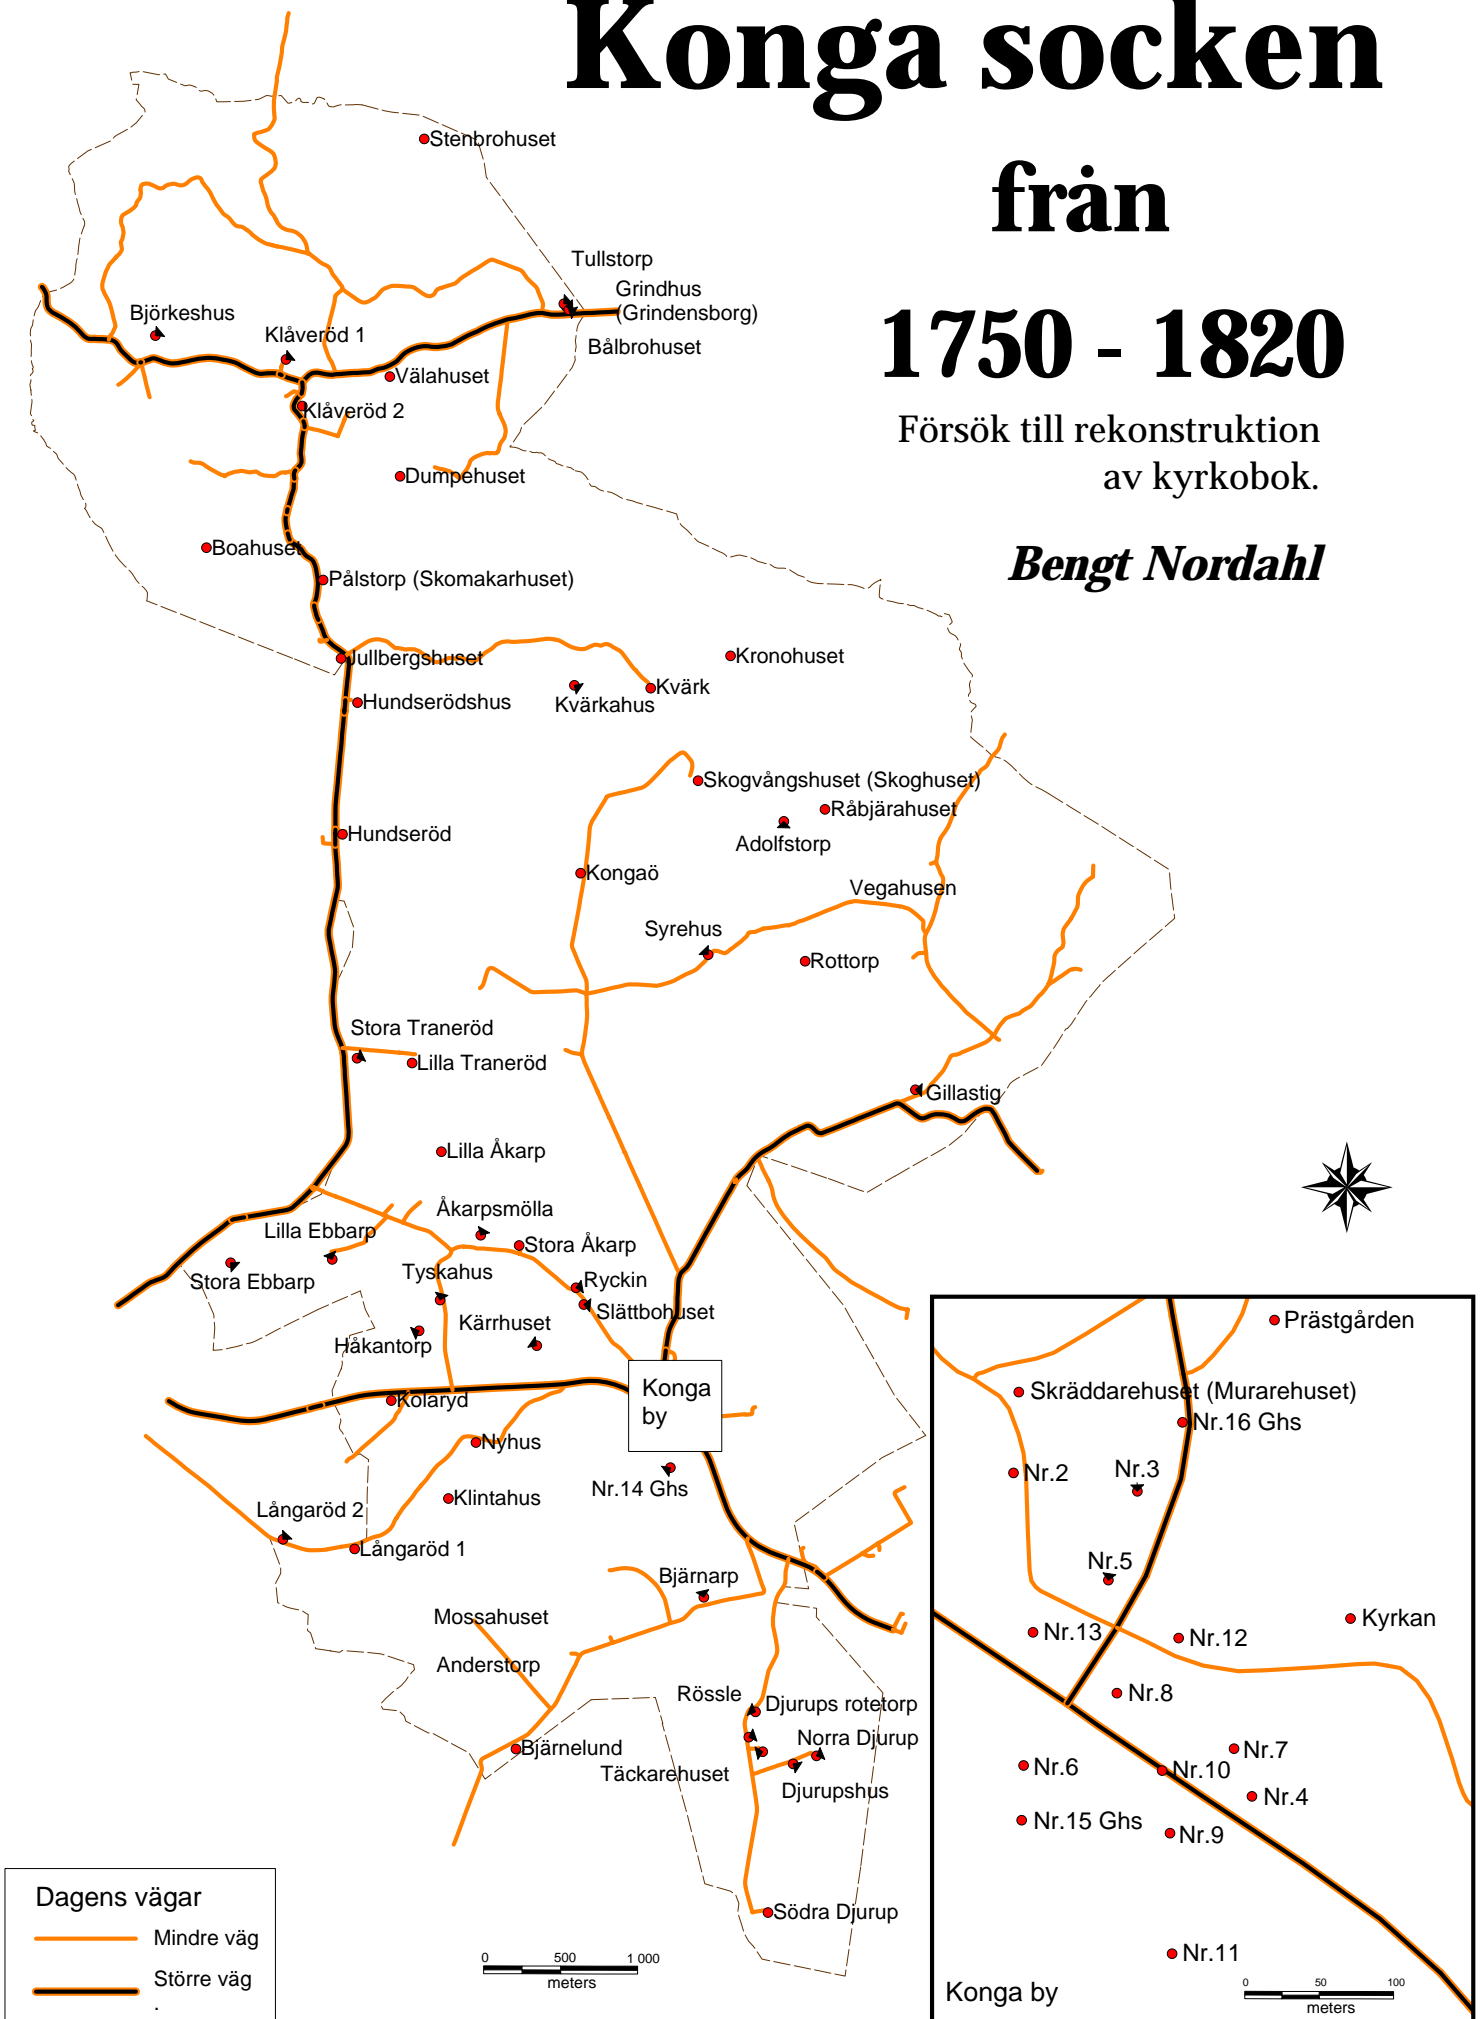 Konga socken
från
1750 - 1820
Försök till rekonstruktion
av kyrkobok.
Bengt Nordahl
Stenbrohuset
Tullstorp
Grindhus
(Grindensborg)
Björkeshus
Klåveröd 1
Bålbrohuset
Välahuset
Klåveröd 2
Dumpehuset
Boahuset
Pålstorp (Skomakarhuset)
Jullbergshuset
Kronohuset
Kvärk
Hundserödshus
Kvärkahus
Skogvångshuset (Skoghuset)
Råbjärahuset
Hundseröd
Adolfstorp
Kongaö
Vegahusen
Syrehus
Rottorp
Stora Traneröd
Lilla Traneröd
Gillastig
Lilla Åkarp
Åkarpsmölla
Lilla Ebbarp
Stora Åkarp
Stora Ebbarp
Tyskahus
Ryckin
Slättbohuset
Kärrhuset
Håkantorp
Konga
by
Kolaryd
Nyhus
Nr.14 Ghs
Klintahus
Långaröd 2
Långaröd 1
Bjärnarp
Mossahuset
Anderstorp
Rössle
Djurups rotetorp
Norra Djurup
Bjärnelund
Täckarehuset
Djurupshus
Södra Djurup
Prästgården
Skräddarehuset (Murarehuset)
Nr.16 Ghs
Nr.2
Nr.3
Nr.5
Kyrkan
Nr.13
Nr.12
Nr.8
Nr.7
Nr.6
Nr.10
Nr.4
Nr.15 Ghs
Nr.9
Nr.11
Konga by
0 50 100
meters
Dagens vägar
Mindre väg
Större väg
.
0 500 1 000
meters